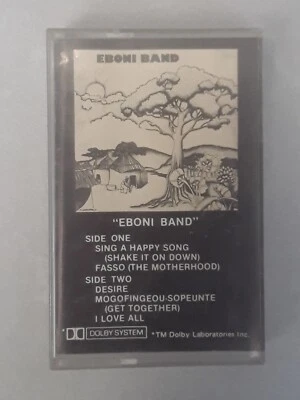 EBONI BAND
"EBONI BAND"
SIDE ONE
SING A HAPPY SONG
(SHAKE IT ON DOWN)
FASSO (THE MOTHERHOOD)
SIDE TWO
DESIRE
MOGOFINGEOU-SOPEUNTE
(GET TOGETHER)
I LOVE ALL
DOLBY SYSTEM *TM Dolby Laboratories Inc.